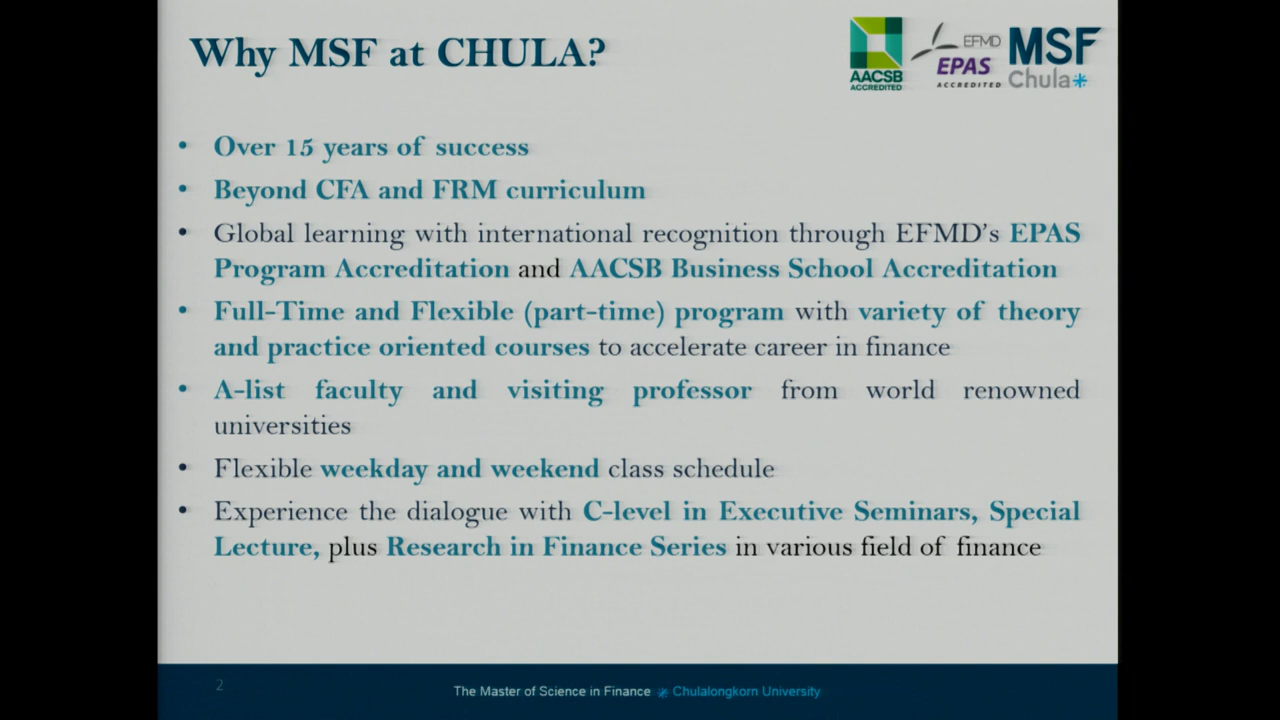 Why MSF at CHULA?
AACSB
ACCREDITED
EFMD
EPAS
ACCREDITED
MSF
Chula
• Over 15 years of success
• Beyond CFA and FRM curriculum
• Global learning with international recognition through EFMD's EPAS
Program Accreditation and AACSB Business School Accreditation
• Full-Time and Flexible (part-time) program with variety of theory
and practice oriented courses to accelerate career in finance
• A-list faculty and visiting professor from world renowned
universities
• Flexible weekday and weekend class schedule
• Experience the dialogue with C-level in Executive Seminars, Special
Lecture, plus Research in Finance Series in various field of finance
2
The Master of Science in Finance Chulalongkorn University